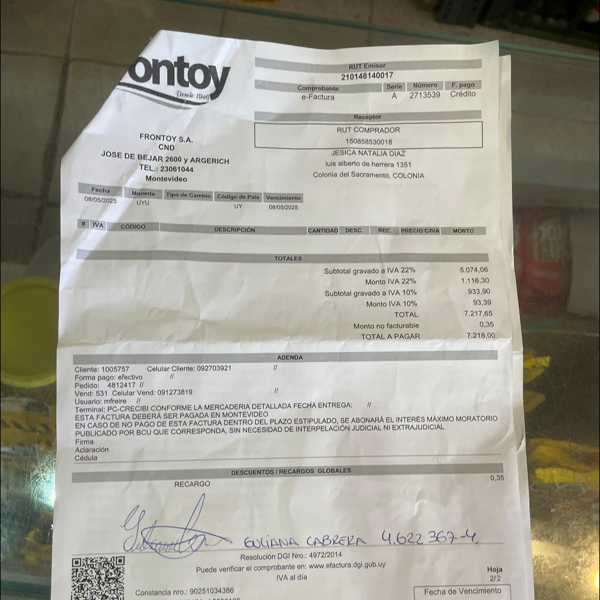 ontoy
Desde 1946
RUT Emisor
210148140017
Comprobante Serie Número F. pago
e-Factura A 2713539 Crédito
Receptor
RUT COMPRADOR
150858530018
JESICA NATALIA DIAZ
luis alberto de herrera 1351
Colonia del Sacramento, COLONIA
FRONTOY S.A.
CND
JOSE DE BEJAR 2600 y ARGERICH
TEL.: 23061044
Montevideo
Fecha Moneda Tipo de Cambio Código de País Vencimiento
08/05/2025 UYU UY 08/05/2025
# IVA CÓDIGO DESCRIPCIÓN CANTIDAD DESC. REC. PRECIO C/IVA MONTO
TOTALES
Subtotal gravado a IVA 22% 5.074,06
Monto IVA 22% 1.116,30
Subtotal gravado a IVA 10% 933,90
Monto IVA 10% 93,39
TOTAL 7.217,65
Monto no facturable 0,35
TOTAL A PAGAR 7.218,00
ADENDA
Cliente: 1005757 Celular Cliente: 092703921 //
Forma pago: efectivo //
Pedido: 4812417 //
Vend: 531 Celular Vend: 091273819 //
Usuario: mfreire //
Terminal: PC-CRECIBI CONFORME LA MERCADERIA DETALLADA FECHA ENTREGA: //
ESTA FACTURA DEBERÁ SER PAGADA EN MONTEVIDEO
EN CASO DE NO PAGO DE ESTA FACTURA DENTRO DEL PLAZO ESTIPULADO, SE ABONARÁ EL INTERÉS MÁXIMO MORATORIO
PUBLICADO POR BCU QUE CORRESPONDA, SIN NECESIDAD DE INTERPELACIÓN JUDICIAL NI EXTRAJUDICIAL
Firma
Aclaración
Cédula
DESCUENTOS / RECARGOS GLOBALES
RECARGO 0,35
GULIANA CABRERA 4.622 367-4.
Resolución DGI Nro.: 4972/2014
Puede verificar el comprobante en: www.efactura.dgi.gub.uy
IVA al día
Hoja
2/2
Constancia nro.: 90251034386
Fecha de Vencimiento